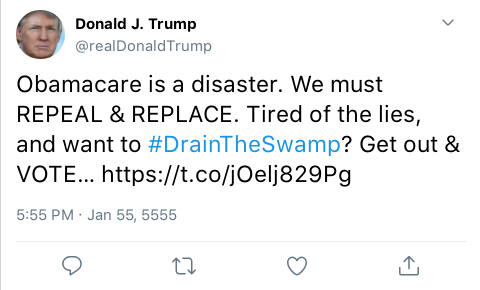 Donald J. Trump
@realDonaldTrump
Obamacare is a disaster. We must
REPEAL & REPLACE. Tired of the lies,
and want to #DrainTheSwamp? Get out &
VOTE... https://t.co/jOelj829Pg
5:55 PM · Jan 55, 5555